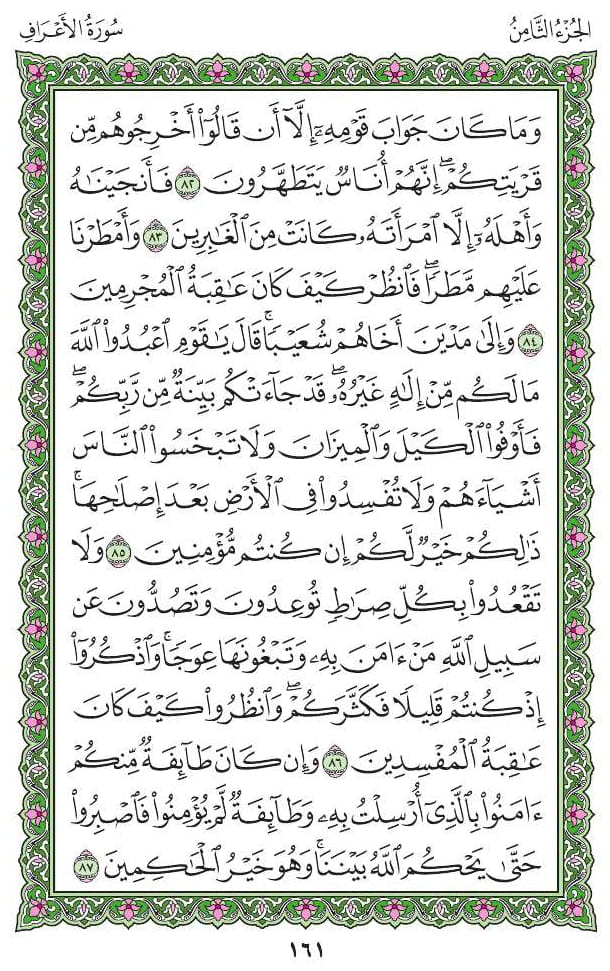 الجُزْءُ الثَّامِنُ
سُورَةُ الأَعْرَافِ
وَمَا كَانَ جَوَابَ قَوْمِهِۦٓ إِلَّآ أَن قَالُوٓا۟ أَخْرِجُوهُم مِّن
قَرْيَتِكُمْ ۖ إِنَّهُمْ أُنَاسٌ يَتَطَهَّرُونَ ٨٢ فَأَنجَيْنَـٰهُ
وَأَهْلَهُۥٓ إِلَّا ٱمْرَأَتَهُۥ كَانَتْ مِنَ ٱلْغَـٰبِرِينَ ٨٣ وَأَمْطَرْنَا
عَلَيْهِم مَّطَرًا ۖ فَٱنظُرْ كَيْفَ كَانَ عَـٰقِبَةُ ٱلْمُجْرِمِينَ
٨٤ وَإِلَىٰ مَدْيَنَ أَخَاهُمْ شُعَيْبًا ۗ قَالَ يَـٰقَوْمِ ٱعْبُدُوا۟ ٱللَّهَ
مَا لَكُم مِّنْ إِلَـٰهٍ غَيْرُهُۥ ۖ قَدْ جَآءَتْكُم بَيِّنَةٌ مِّن رَّبِّكُمْ ۖ
فَأَوْفُوا۟ ٱلْكَيْلَ وَٱلْمِيزَانَ وَلَا تَبْخَسُوا۟ ٱلنَّاسَ
أَشْيَآءَهُمْ وَلَا تُفْسِدُوا۟ فِى ٱلْأَرْضِ بَعْدَ إِصْلَـٰحِهَا ۚ
ذَٰلِكُمْ خَيْرٌ لَّكُمْ إِن كُنتُم مُّؤْمِنِينَ ٨٥ وَلَا
تَقْعُدُوا۟ بِكُلِّ صِرَٰطٍ تُوعِدُونَ وَتَصُدُّونَ عَن
سَبِيلِ ٱللَّهِ مَنْ ءَامَنَ بِهِۦ وَتَبْغُونَهَا عِوَجًا ۚ وَٱذْكُرُوٓا۟
إِذْ كُنتُمْ قَلِيلًا فَكَثَّرَكُمْ ۖ وَٱنظُرُوا۟ كَيْفَ كَانَ
عَـٰقِبَةُ ٱلْمُفْسِدِينَ ٨٦ وَإِن كَانَ طَآئِفَةٌ مِّنكُمْ
ءَامَنُوا۟ بِٱلَّذِىٓ أُرْسِلْتُ بِهِۦ وَطَآئِفَةٌ لَّمْ يُؤْمِنُوا۟ فَٱصْبِرُوا۟
حَتَّىٰ يَحْكُمَ ٱللَّهُ بَيْنَنَا ۚ وَهُوَ خَيْرُ ٱلْحَـٰكِمِينَ ٨٧
١٦١